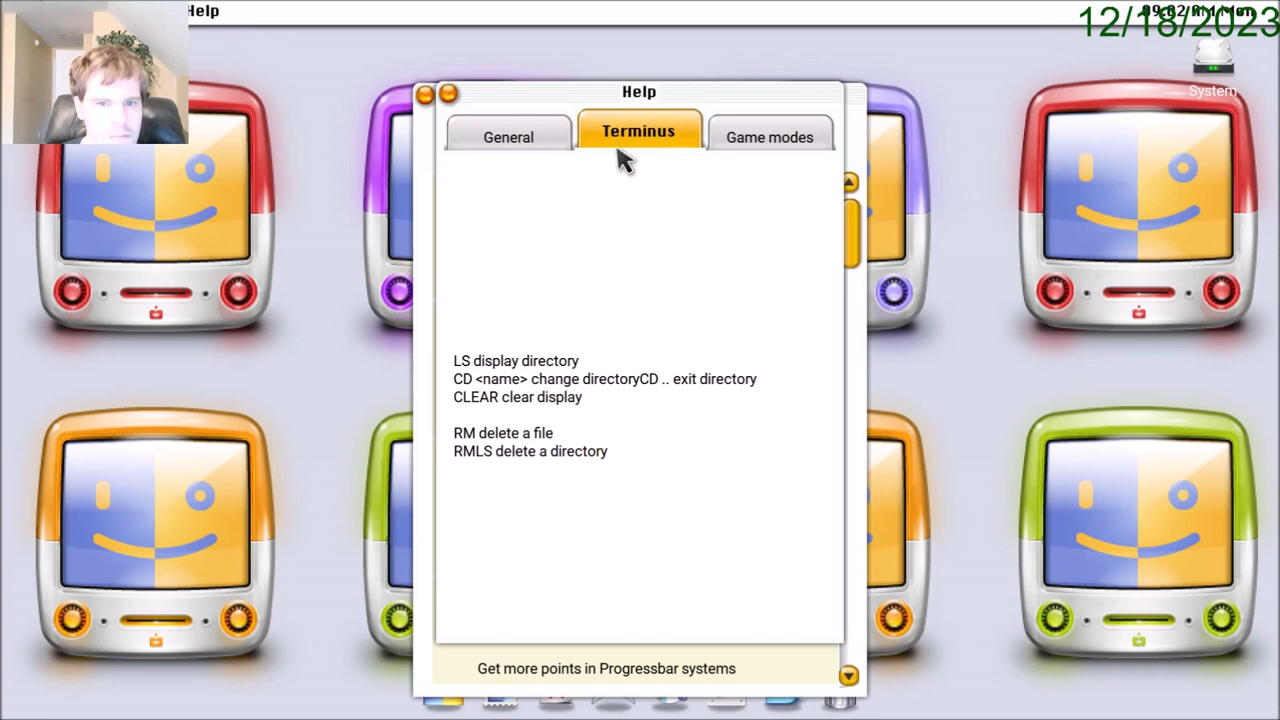 Help
12/18/2023
System
Help
General
Terminus
Game modes
LS display directory
CD <name> change directoryCD .. exit directory
CLEAR clear display
RM delete a file
RMLS delete a directory
Get more points in Progressbar systems